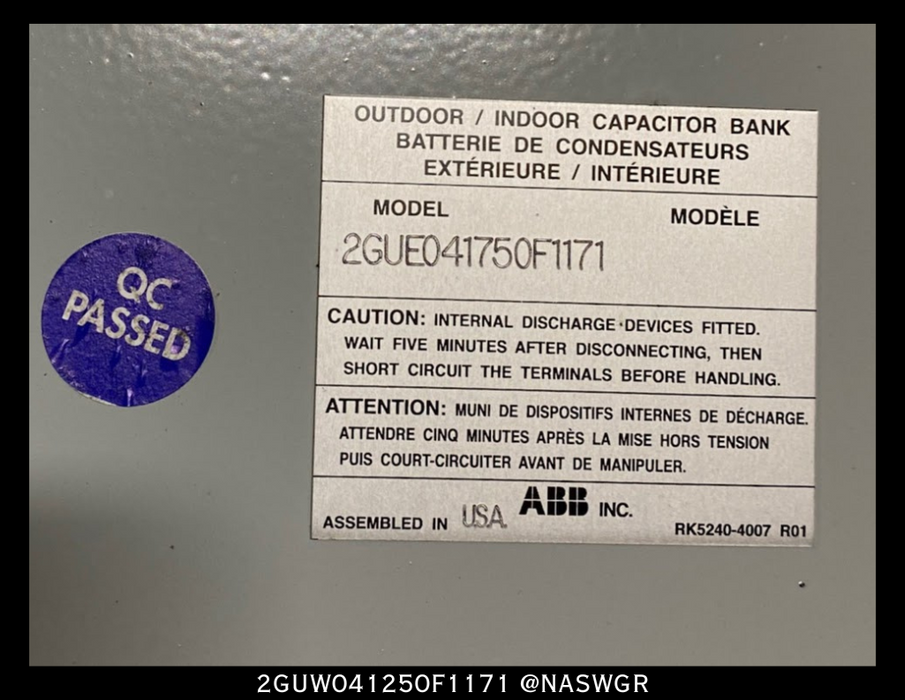 QC
PASSED
OUTDOOR / INDOOR CAPACITOR BANK
BATTERIE DE CONDENSATEURS
EXTÉRIEURE / INTÉRIEURE
MODEL MODÈLE
2GUE041750F1171
CAUTION: INTERNAL DISCHARGE DEVICES FITTED.
WAIT FIVE MINUTES AFTER DISCONNECTING, THEN
SHORT CIRCUIT THE TERMINALS BEFORE HANDLING.
ATTENTION: MUNI DE DISPOSITIFS INTERNES DE DÉCHARGE.
ATTENDRE CINQ MINUTES APRÈS LA MISE HORS TENSION
PUIS COURT-CIRCUITER AVANT DE MANIPULER.
ASSEMBLED IN USA ABB INC. RK5240-4007 R01
2GUW041250F1171 @NASWGR